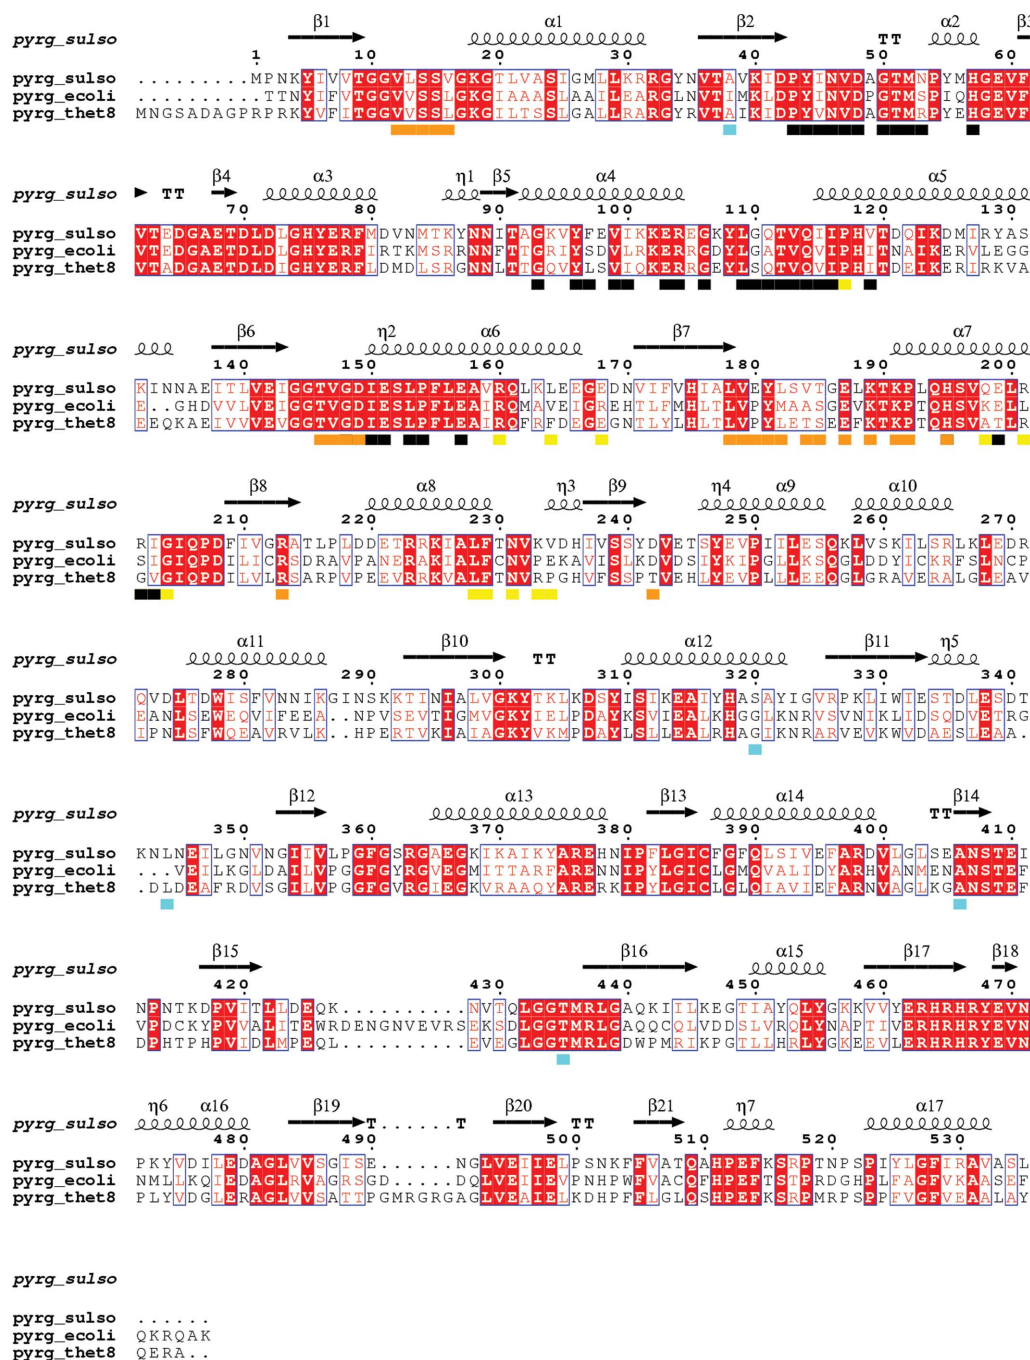 β1 α1 β2 α2 β3
pyrg_sulso TT
1 10 20 30 40 50 60
pyrg_sulso .........MPNKYIVVTGGVLSSVGKGTLVASIGMLLKRRGYNVTAVKIDPYINVDAGTMNPYMHGEVF
pyrg_ecoli ..........TTNYIFVTGGVVSSLGKGIAAASLAAILEARGLNVTIMKLDPYINVDPGTMSPIQHGEVF
pyrg_thet8 MNGSADAGPRPRKYVFITGGVVSSLGKGILTSSLGALLRARGYRVTAIKIDPYVNVDAGTMRPYEHGEVF
β4 α3 η1 β5 α4 α5
pyrg_sulso TT
70 80 90 100 110 120 130
pyrg_sulso VTEDGAETDLDLGHYERFMDVNMTKYNNITAGKVYFEVIKKEREGKYLGQTVQIIPHVTDQIKDMIRYAS
pyrg_ecoli VTEDGAETDLDLGHYERFIRTKMSRRNNFTTGRIYSDVLRKERRGDYLGATVQVIPHITNAIKERVLEGG
pyrg_thet8 VTADGAETDLDIGHYERFLDMDLSRGNNLTTGQVYLSVIQKERRGEYLSQTVQVIPHITDEIKERIRKVA
β6 η2 α6 β7 α7
pyrg_sulso
140 150 160 170 180 190 200
pyrg_sulso KINNAEITLVEIGGTVGDIESLPFLEAVRQLKLEEGEDNVIFVHIALVEYLSVTGELKTKPLQHSVQELR
pyrg_ecoli E..GHDVVLVEIGGTVGDIESLPFLEAIRQMAVEIGREHTLFMHLTLVPYMAASGEVKTKPTQHSVKELL
pyrg_thet8 EEQKAEIVVVEVGGTVGDIESLPFLEAIRQFRFDEGEGNTLYLHLTLVPYLETSEEFKTKPTQHSVATLR
β8 α8 η3 β9 η4 α9 α10
pyrg_sulso
210 220 230 240 250 260 270
pyrg_sulso RIGIQPDFIVGRATLPLDDETRRKIALFTNVKVDHIVSSYDVETSYEVPIILESQKLVSKILSRLKLEDR
pyrg_ecoli SIGIQPDILICRSDRAVPANERAKIALFCNVPEKAVISLKDVDSIYKIPGLLKSQGLDDYICKRFSLNCP
pyrg_thet8 GVGIQPDILVLRSARPVPEEVRRKVALFTNVRPGHVFSSPTVEHLYEVPLLLEEQGLGRAVERALGLEAV
α11 β10 α12 β11 η5
pyrg_sulso TT
280 290 300 310 320 330 340
pyrg_sulso QVDLTDWISFVNNIKGINSKKTINIALVGKYTKLKDSYISIKEAIYHASAYIGVRPKLIWIESTDLESDT
pyrg_ecoli EANLSEWEQVIFEEA..NPVSEVTIGMVGKYIELPDAYKSVIEALKHGGLKNRVSVNIKLIDSQDVETRG
pyrg_thet8 IPNLSFWQEAVRVLK..HPERTVKIAIAGKYVKMPDAYLSLLEALRHAGIKNRARVEVKWVDAESLEAA.
β12 α13 β13 α14 β14
pyrg_sulso TT
350 360 370 380 390 400 410
pyrg_sulso KNLNEILGNVNGIIVLPGFGSRGAEGKIKAIKYAREHNIPFLGICFGFQLSIVEFARDVLGLSEANSTEI
pyrg_ecoli ...VEILKGLDAILVPGGFGYRGVEGMITTARFARENNIPYLGICLGMQVALIDYARHVANMENANSTEF
pyrg_thet8 .DLDEAFRDVSGILVPGGFGVRGIEGKVRAAQYARERKIPYLGICLGLQIAVIEFARNVAGLKGANSTEF
β15 β16 α15 β17 β18
pyrg_sulso
420 430 440 450 460 470
pyrg_sulso NPNTKDPVITLLDEQK..........NVTQLGGTMRLGAQKIILKEGTIAYQLYGKKVVYERHRHRYEVN
pyrg_ecoli VPDCKYPVVALITEWRDENGNVEVRSEKSDLGGTMRLGAQQCQLVDDSLVRQLYNAPTIVERHRHRYEVN
pyrg_thet8 DPHTPHPVIDLMPEQL..........EVEGLGGTMRLGDWPMRIKPGTLLHRLYGKEEVLERHRHRYEVN
η6 α16 β19 β20 β21 η7 α17
pyrg_sulso T......T TT
480 490 500 510 520 530
pyrg_sulso PKYVDILEDAGLVVSGISE......NGLVEIIELPSNKFFVATQAHPEFKSRPTNPSPIYLGFIRAVASL
pyrg_ecoli NMLLKQIEDAGLRVAGRSGD.....DQLVEIIEVPNHPWFVACQFHPEFTSTPRDGHPLFAGFVKAASEF
pyrg_thet8 PLYVDGLERAGLVVSATTPGMRGRGAGLVEAIELKDHPFFLGLQSHPEFKSRPMRPSPPFVGFVEAALAY
pyrg_sulso
pyrg_sulso ......
pyrg_ecoli QKRQAK
pyrg_thet8 QERA..